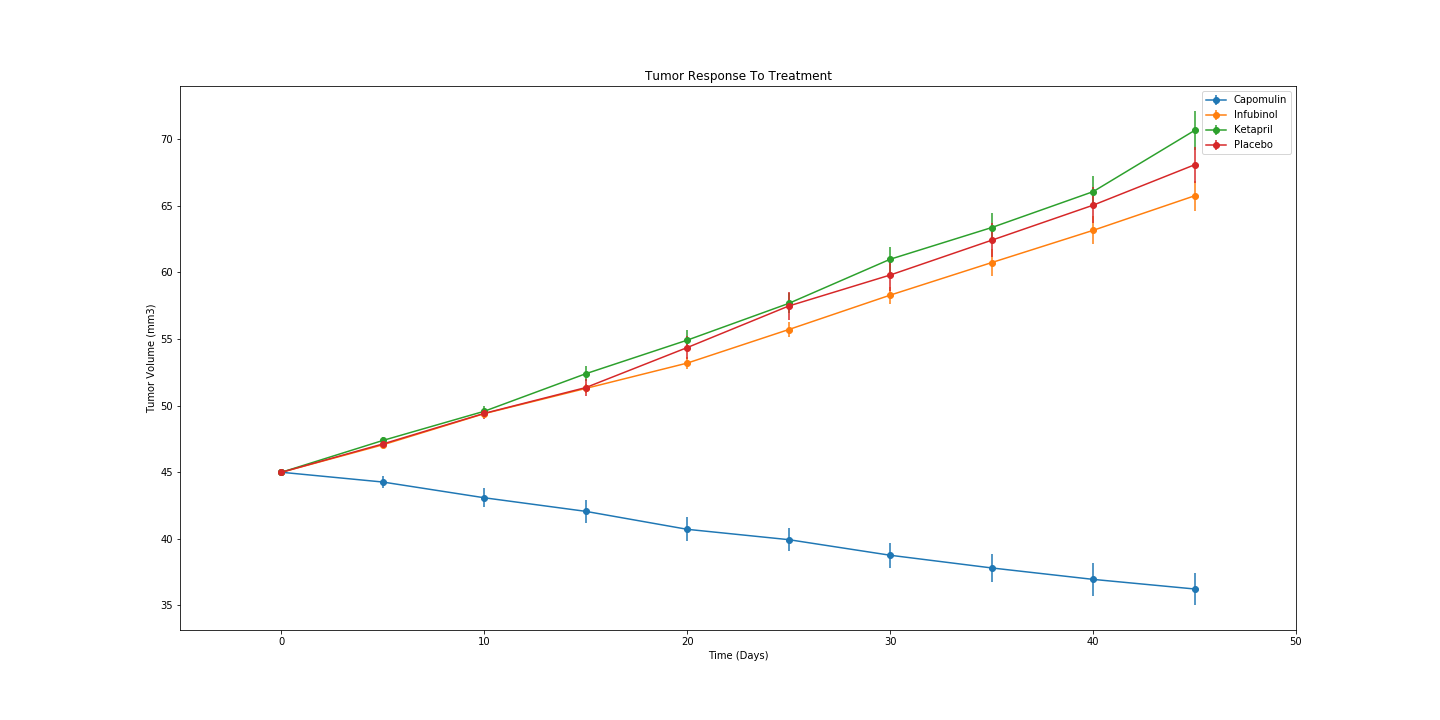 Tumor Response To Treatment
Capomulin
Infubinol
Ketapril
Placebo
Tumor Volume (mm3)
70
65
60
55
50
45
40
35
0 10 20 30 40 50
Time (Days)